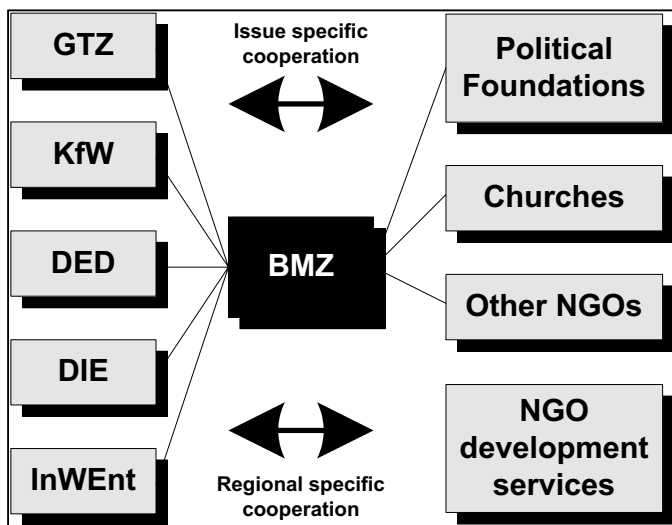 GTZ
KfW
DED
DIE
InWEnt
Issue specific
cooperation
BMZ
Regional specific
cooperation
Political
Foundations
Churches
Other NGOs
NGO
development
services